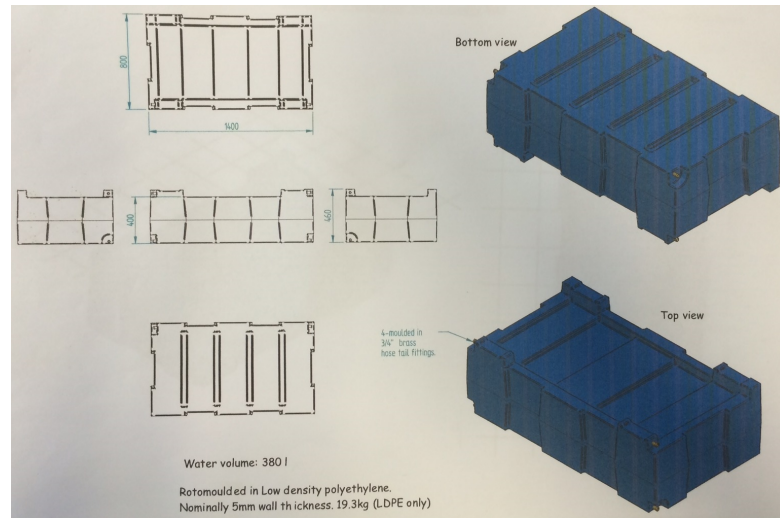 Bottom view
800
1400
400
460
Top view
4-moulded in
3/4" brass
hose tail fittings.
Water volume: 380 l
Rotomoulded in Low density polyethylene.
Nominally 5mm wall thickness. 19.3kg (LDPE only)